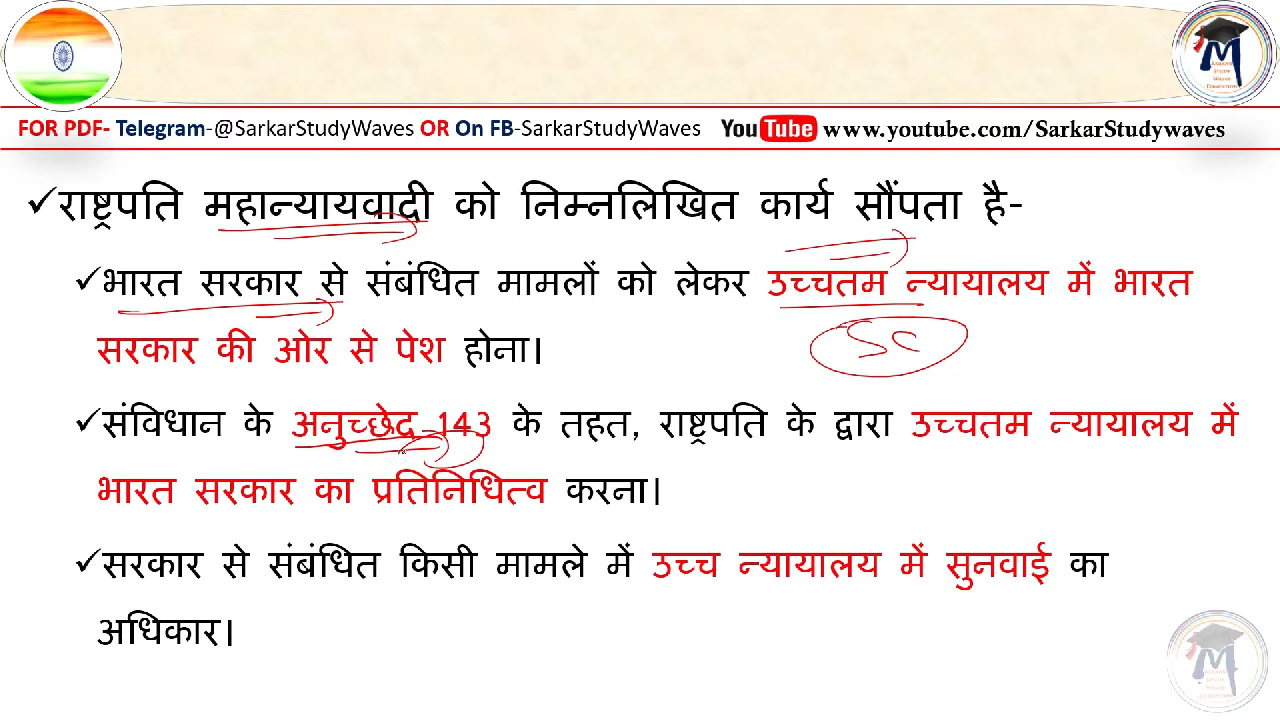 FOR PDF- Telegram-@SarkarStudyWaves OR On FB-SarkarStudyWaves YouTube www.youtube.com/SarkarStudywaves
✓राष्ट्रपति महान्यायवादी को निम्नलिखित कार्य सौंपता है-
✓भारत सरकार से संबंधित मामलों को लेकर उच्चतम न्यायालय में भारत
सरकार की ओर से पेश होना।
SC
✓संविधान के अनुच्छेद 143 के तहत, राष्ट्रपति के द्वारा उच्चतम न्यायालय में
भारत सरकार का प्रतिनिधित्व करना।
✓सरकार से संबंधित किसी मामले में उच्च न्यायालय में सुनवाई का
अधिकार।